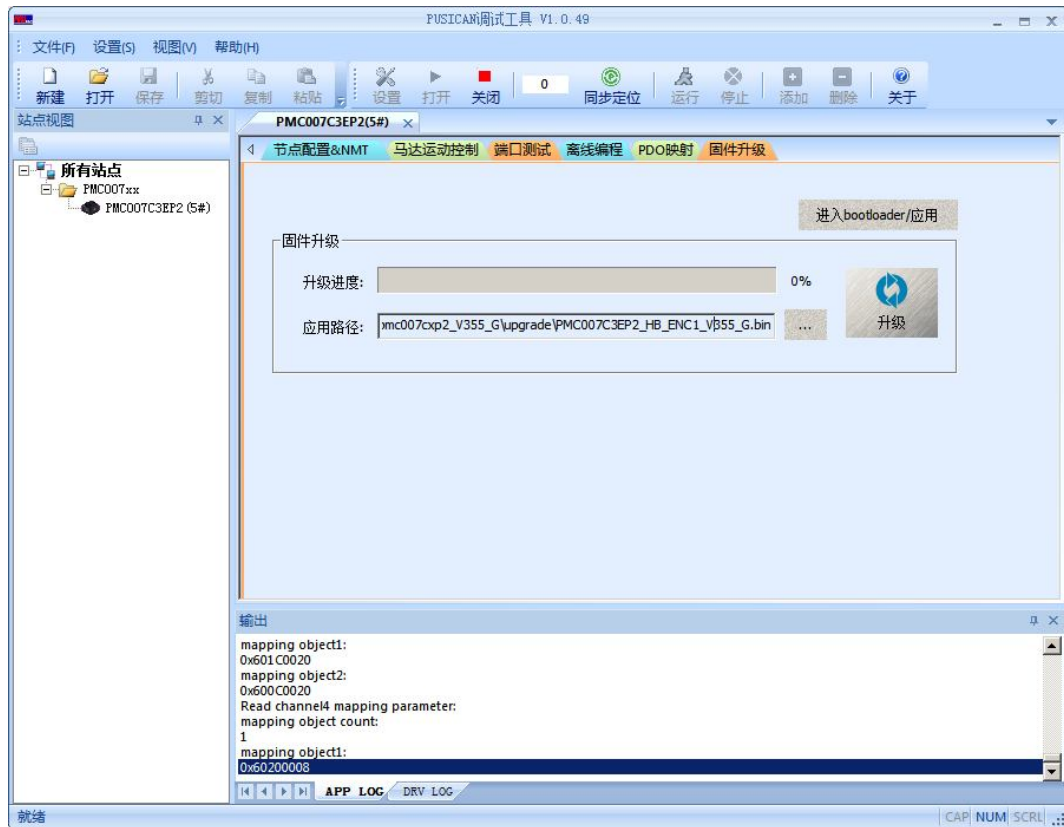 PUSICAN调试工具 V1.0.49
文件(F) 设置(S) 视图(V) 帮助(H)
新建 打开 保存 剪切 复制 粘贴 设置 打开 关闭 0 同步定位 运行 停止 添加 删除 关于
站点视图
PMC007C3EP2(5#)
所有站点
PMC007xx
PMC007C3EP2 (5#)
节点配置&NMT 马达运动控制 端口测试 离线编程 PDO映射 固件升级
进入bootloader/应用
固件升级
升级进度: 0%
应用路径: mc007cxp2_V355_G\upgrade\PMC007C3EP2_HB_ENC1_V355_G.bin ... 升级
输出
mapping object1:
0x601C0020
mapping object2:
0x600C0020
Read channel4 mapping parameter:
mapping object count:
1
mapping object1:
0x60200008
APP LOG DRV LOG
就绪 CAP NUM SCRL